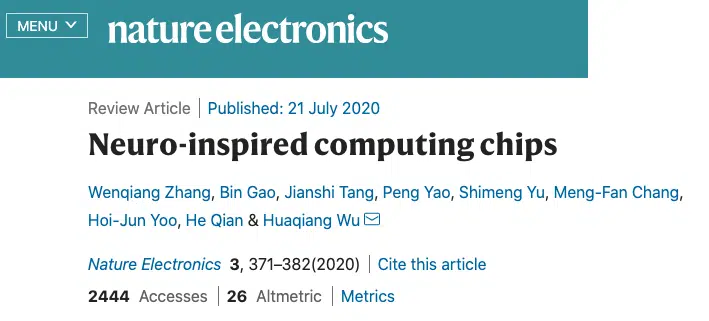 MENU
nature electronics
Review Article | Published: 21 July 2020
Neuro-inspired computing chips
Wenqiang Zhang, Bin Gao, Jianshi Tang, Peng Yao, Shimeng Yu, Meng-Fan Chang,
Hoi-Jun Yoo, He Qian & Huaqiang Wu
Nature Electronics 3, 371–382(2020) | Cite this article
2444 Accesses | 26 Altmetric | Metrics